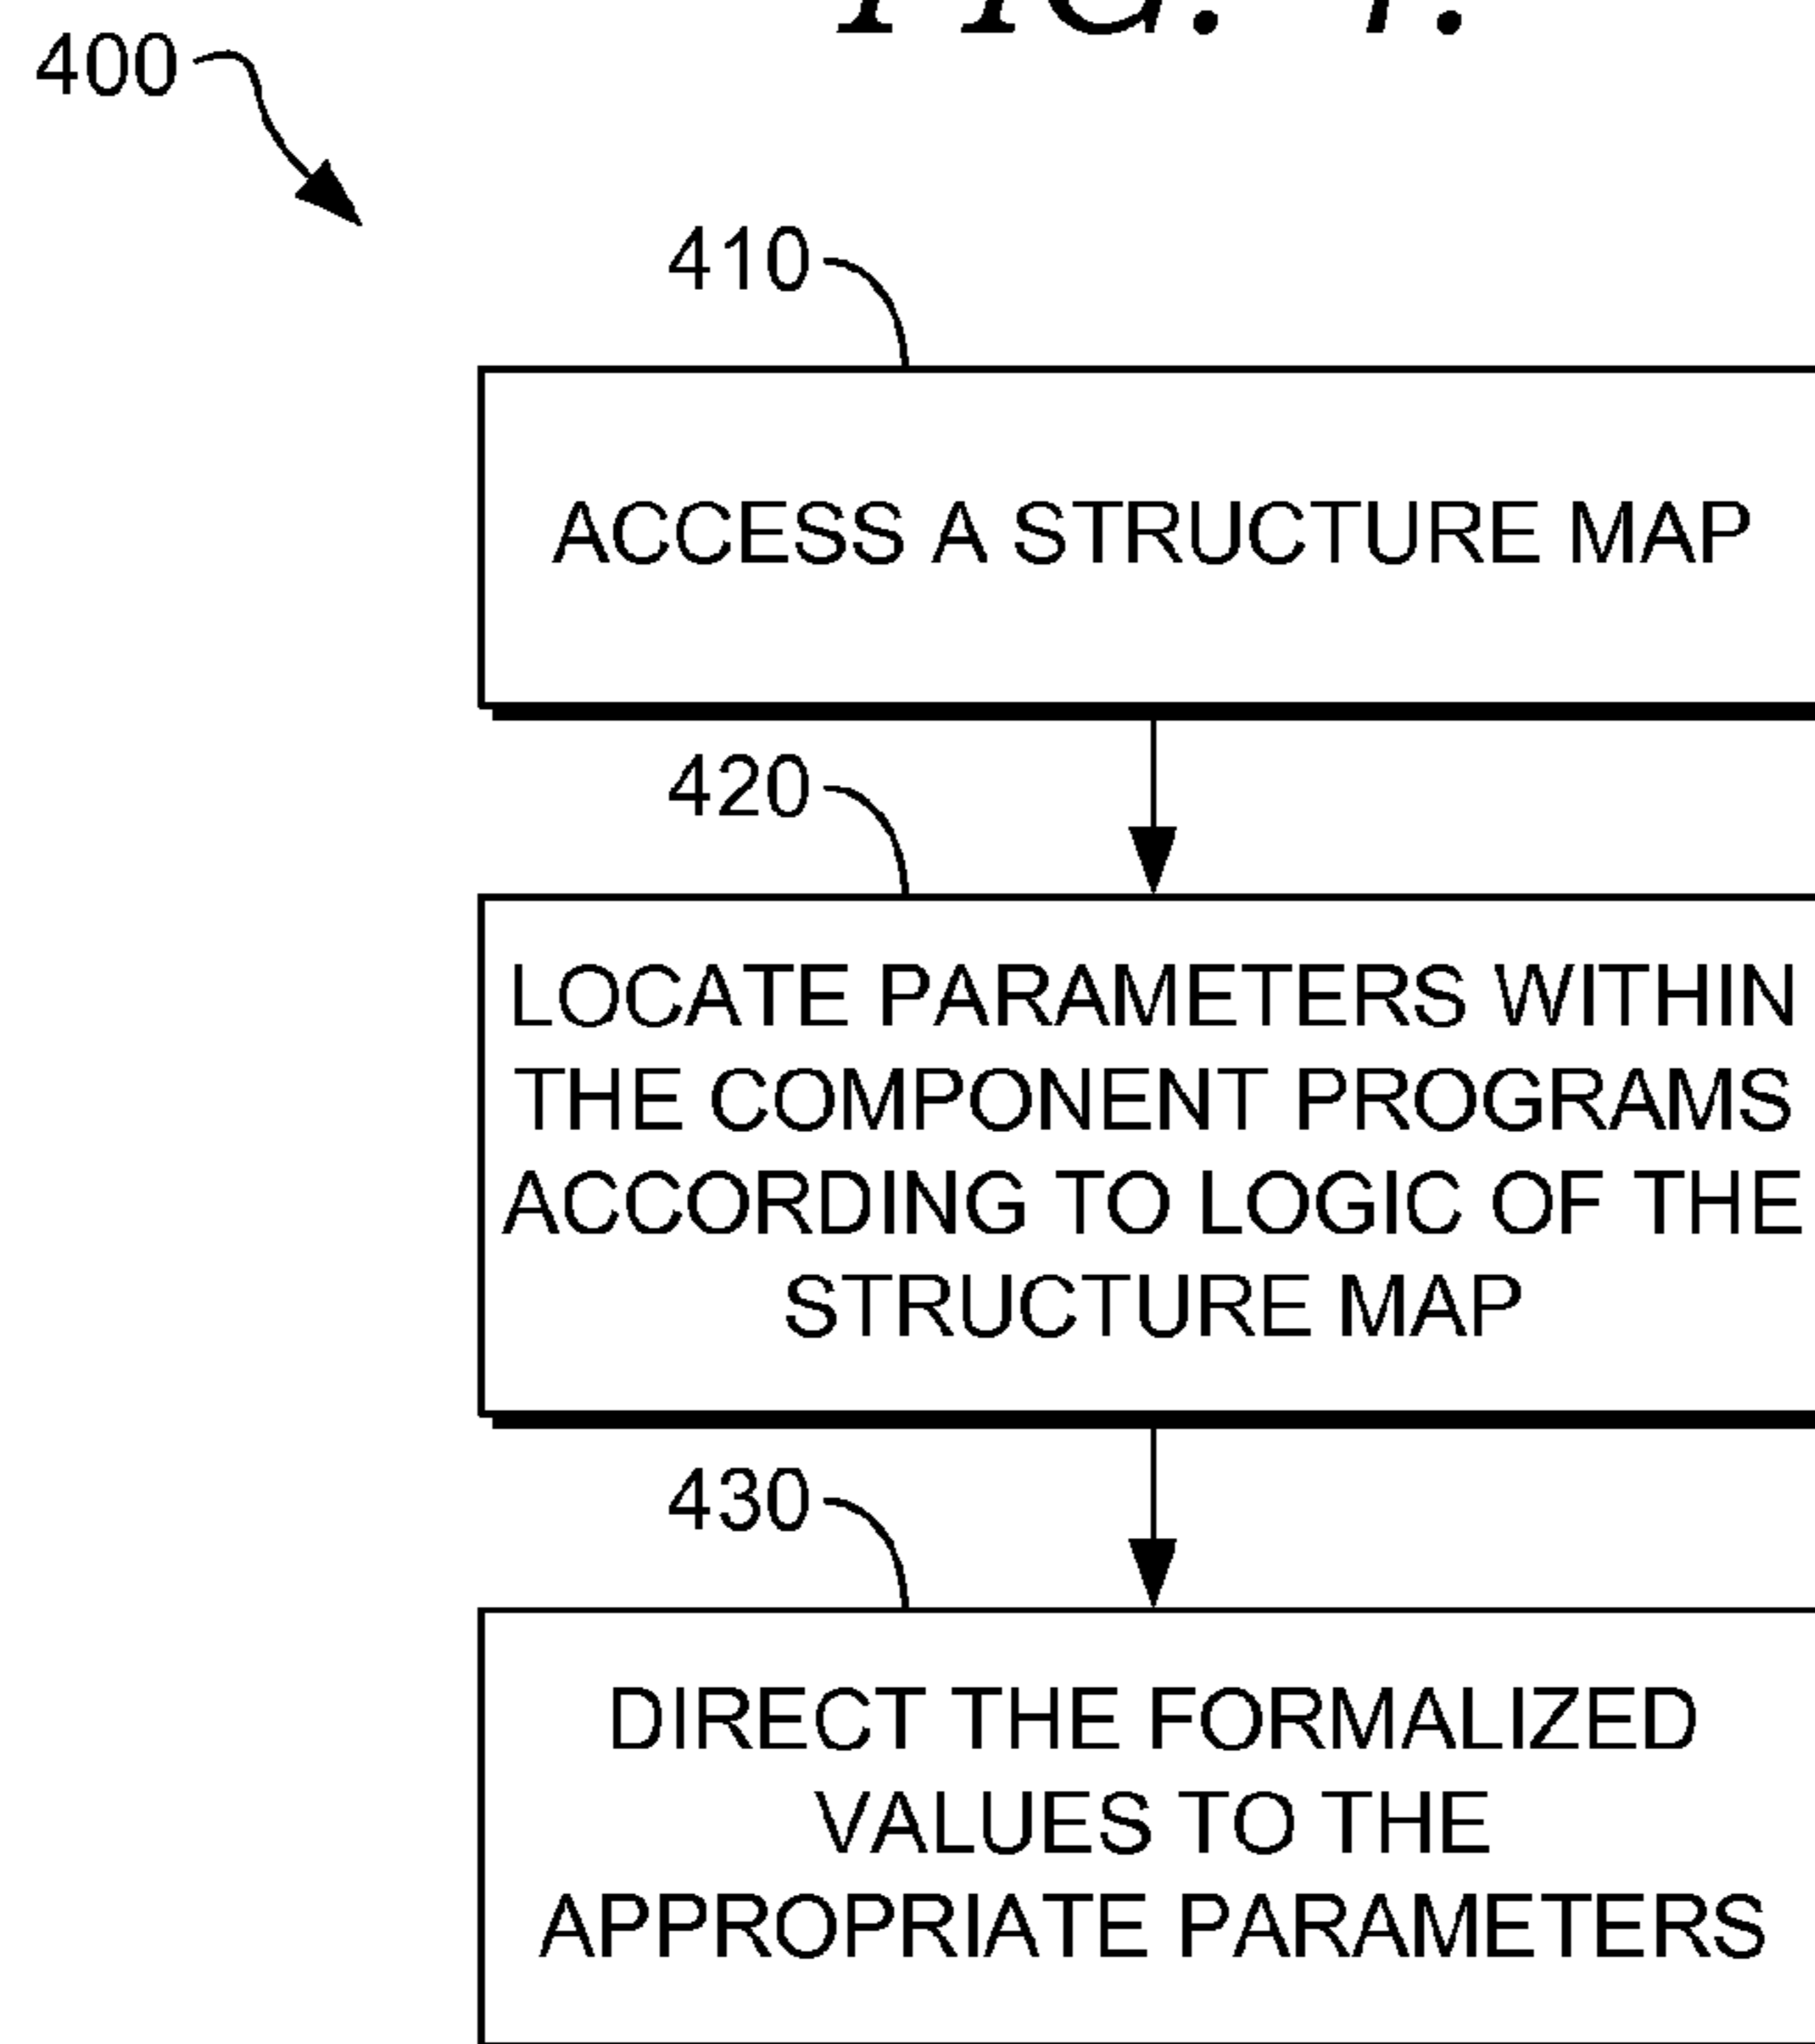 FIG.
400
410
ACCESS A STRUCTURE MAP
420
LOCATE PARAMETERS WITHIN
THE COMPONENT PROGRAMS
ACCORDING TO LOGIC OF THE
STRUCTURE MAP
430
DIRECT THE FORMALIZED
VALUES TO THE
APPROPRIATE PARAMETERS